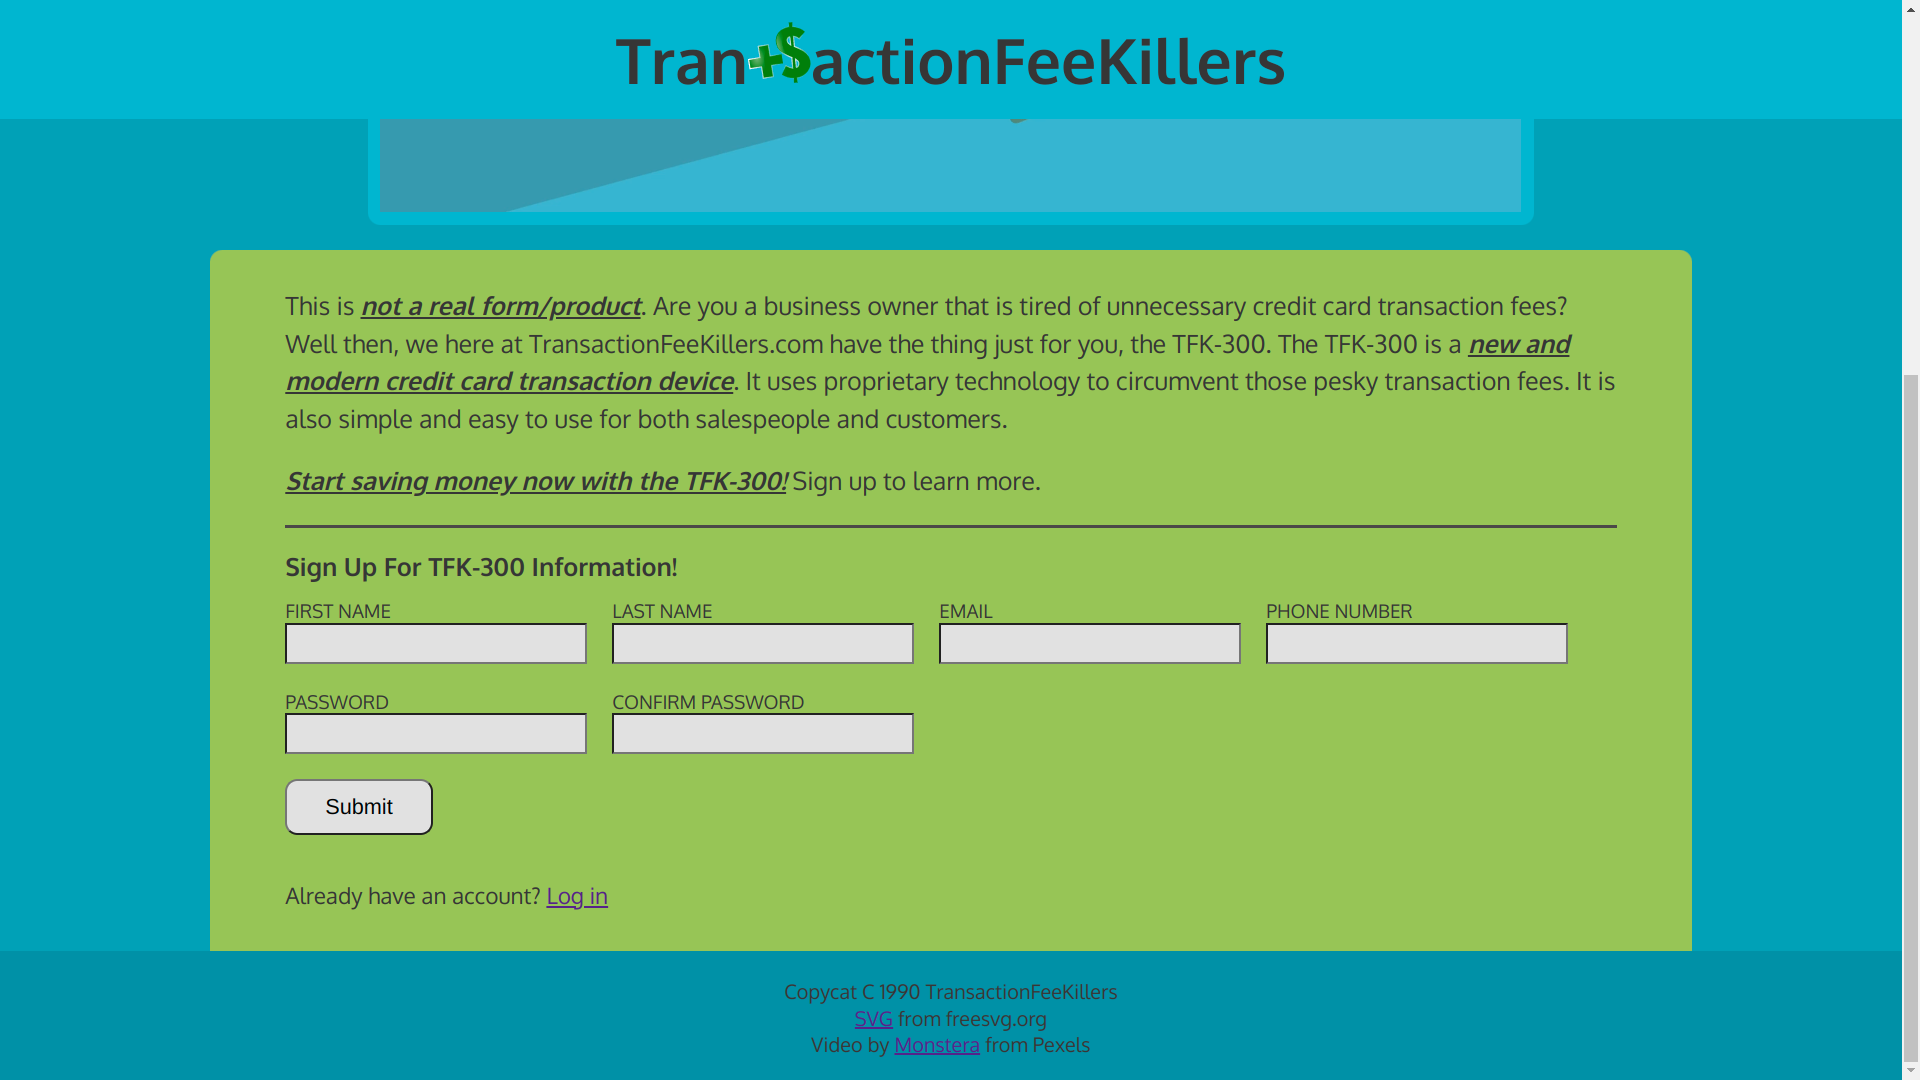 Tran+$actionFeeKillers
This is not a real form/product. Are you a business owner that is tired of unnecessary credit card transaction fees?
Well then, we here at TransactionFeeKillers.com have the thing just for you, the TFK-300. The TFK-300 is a new and
modern credit card transaction device. It uses proprietary technology to circumvent those pesky transaction fees. It is
also simple and easy to use for both salespeople and customers.
Start saving money now with the TFK-300! Sign up to learn more.
Sign Up For TFK-300 Information!
FIRST NAME LAST NAME EMAIL PHONE NUMBER
PASSWORD CONFIRM PASSWORD
Submit
Already have an account? Log in
Copycat C 1990 TransactionFeeKillers
SVG from freesvg.org
Video by Monstera from Pexels